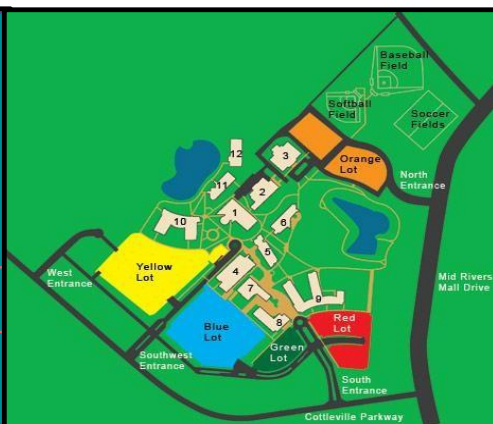 Baseball
Field
Softball
Field
Soccer
Fields
12
3
Orange
Lot
11
2
North
Entrance
10
1
6
5
Yellow
Lot
4
West
Entrance
7
9
Mid Rivers
Mall Drive
8
Red
Lot
Blue
Lot
Green
Lot
Southwest
Entrance
South
Entrance
Cottleville Parkway